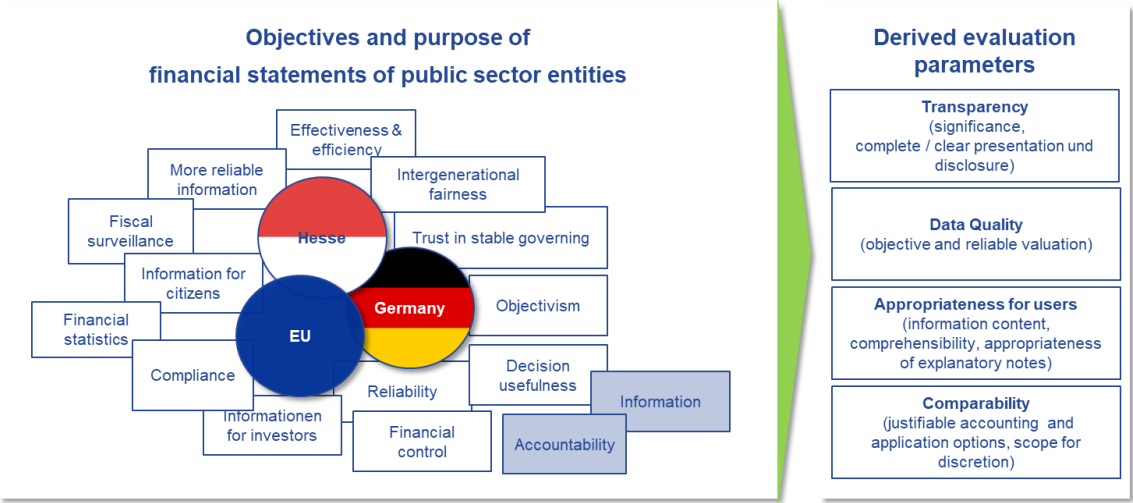 Objectives and purpose of
financial statements of public sector entities
Effectiveness &
efficiency
More reliable
information
Intergenerational
fairness
Fiscal
surveillance
Hesse
Trust in stable governing
Information for
citizens
Germany
Objectivism
Financial
statistics
EU
Compliance
Reliability
Decision
usefulness
Information
Informationen
for investors
Financial
control
Accountability
Derived evaluation
parameters
Transparency
(significance,
complete / clear presentation und
disclosure)
Data Quality
(objective and reliable valuation)
Appropriateness for users
(information content,
comprehensibility, appropriateness
of explanatory notes)
Comparability
(justifiable accounting and
application options, scope for
discretion)